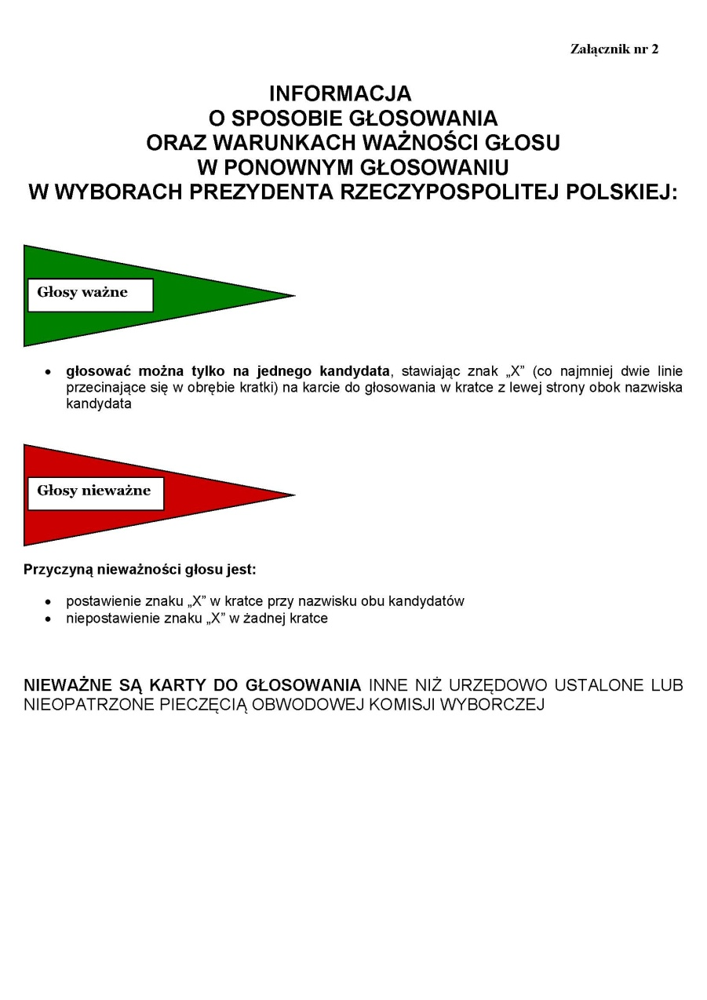 Załącznik nr 2
INFORMACJA
O SPOSOBIE GŁOSOWANIA
ORAZ WARUNKACH WAŻNOŚCI GŁOSU
W PONOWNYM GŁOSOWANIU
W WYBORACH PREZYDENTA RZECZYPOSPOLITEJ POLSKIEJ:
Głosy ważne
• głosować można tylko na jednego kandydata, stawiając znak „X” (co najmniej dwie linie
przecinające się w obrębie kratki) na karcie do głosowania w kratce z lewej strony obok nazwiska
kandydata
Głosy nieważne
Przyczyną nieważności głosu jest:
• postawienie znaku „X” w kratce przy nazwisku obu kandydatów
• niepostawienie znaku „X” w żadnej kratce
NIEWAŻNE SĄ KARTY DO GŁOSOWANIA INNE NIŻ URZĘDOWO USTALONE LUB
NIEOPATRZONE PIECZĘCIĄ OBWODOWEJ KOMISJI WYBORCZEJ